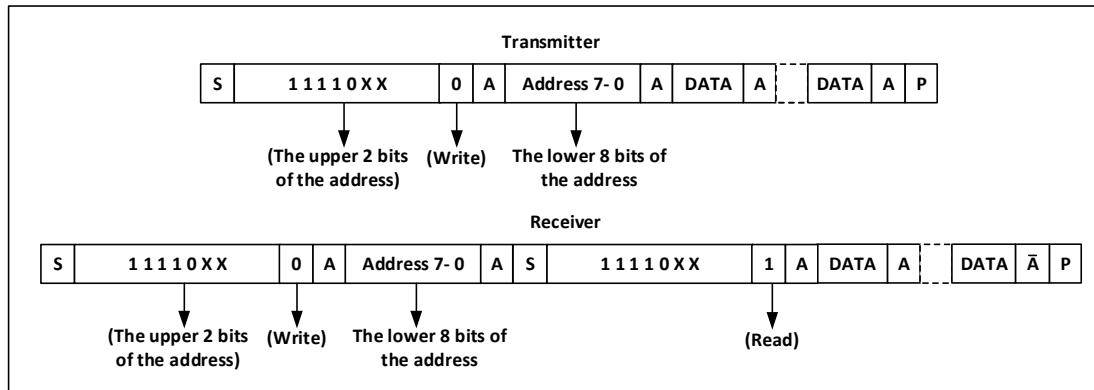 Transmitter
S 1 1 1 1 0 X X 0 A Address 7- 0 A DATA A DATA A P
(The upper 2 bits of the address) (Write) The lower 8 bits of the address
Receiver
S 1 1 1 1 0 X X 0 A Address 7- 0 A S 1 1 1 1 0 X X 1 A DATA A DATA Ā P
(The upper 2 bits of the address) (Write) The lower 8 bits of the address (Read)